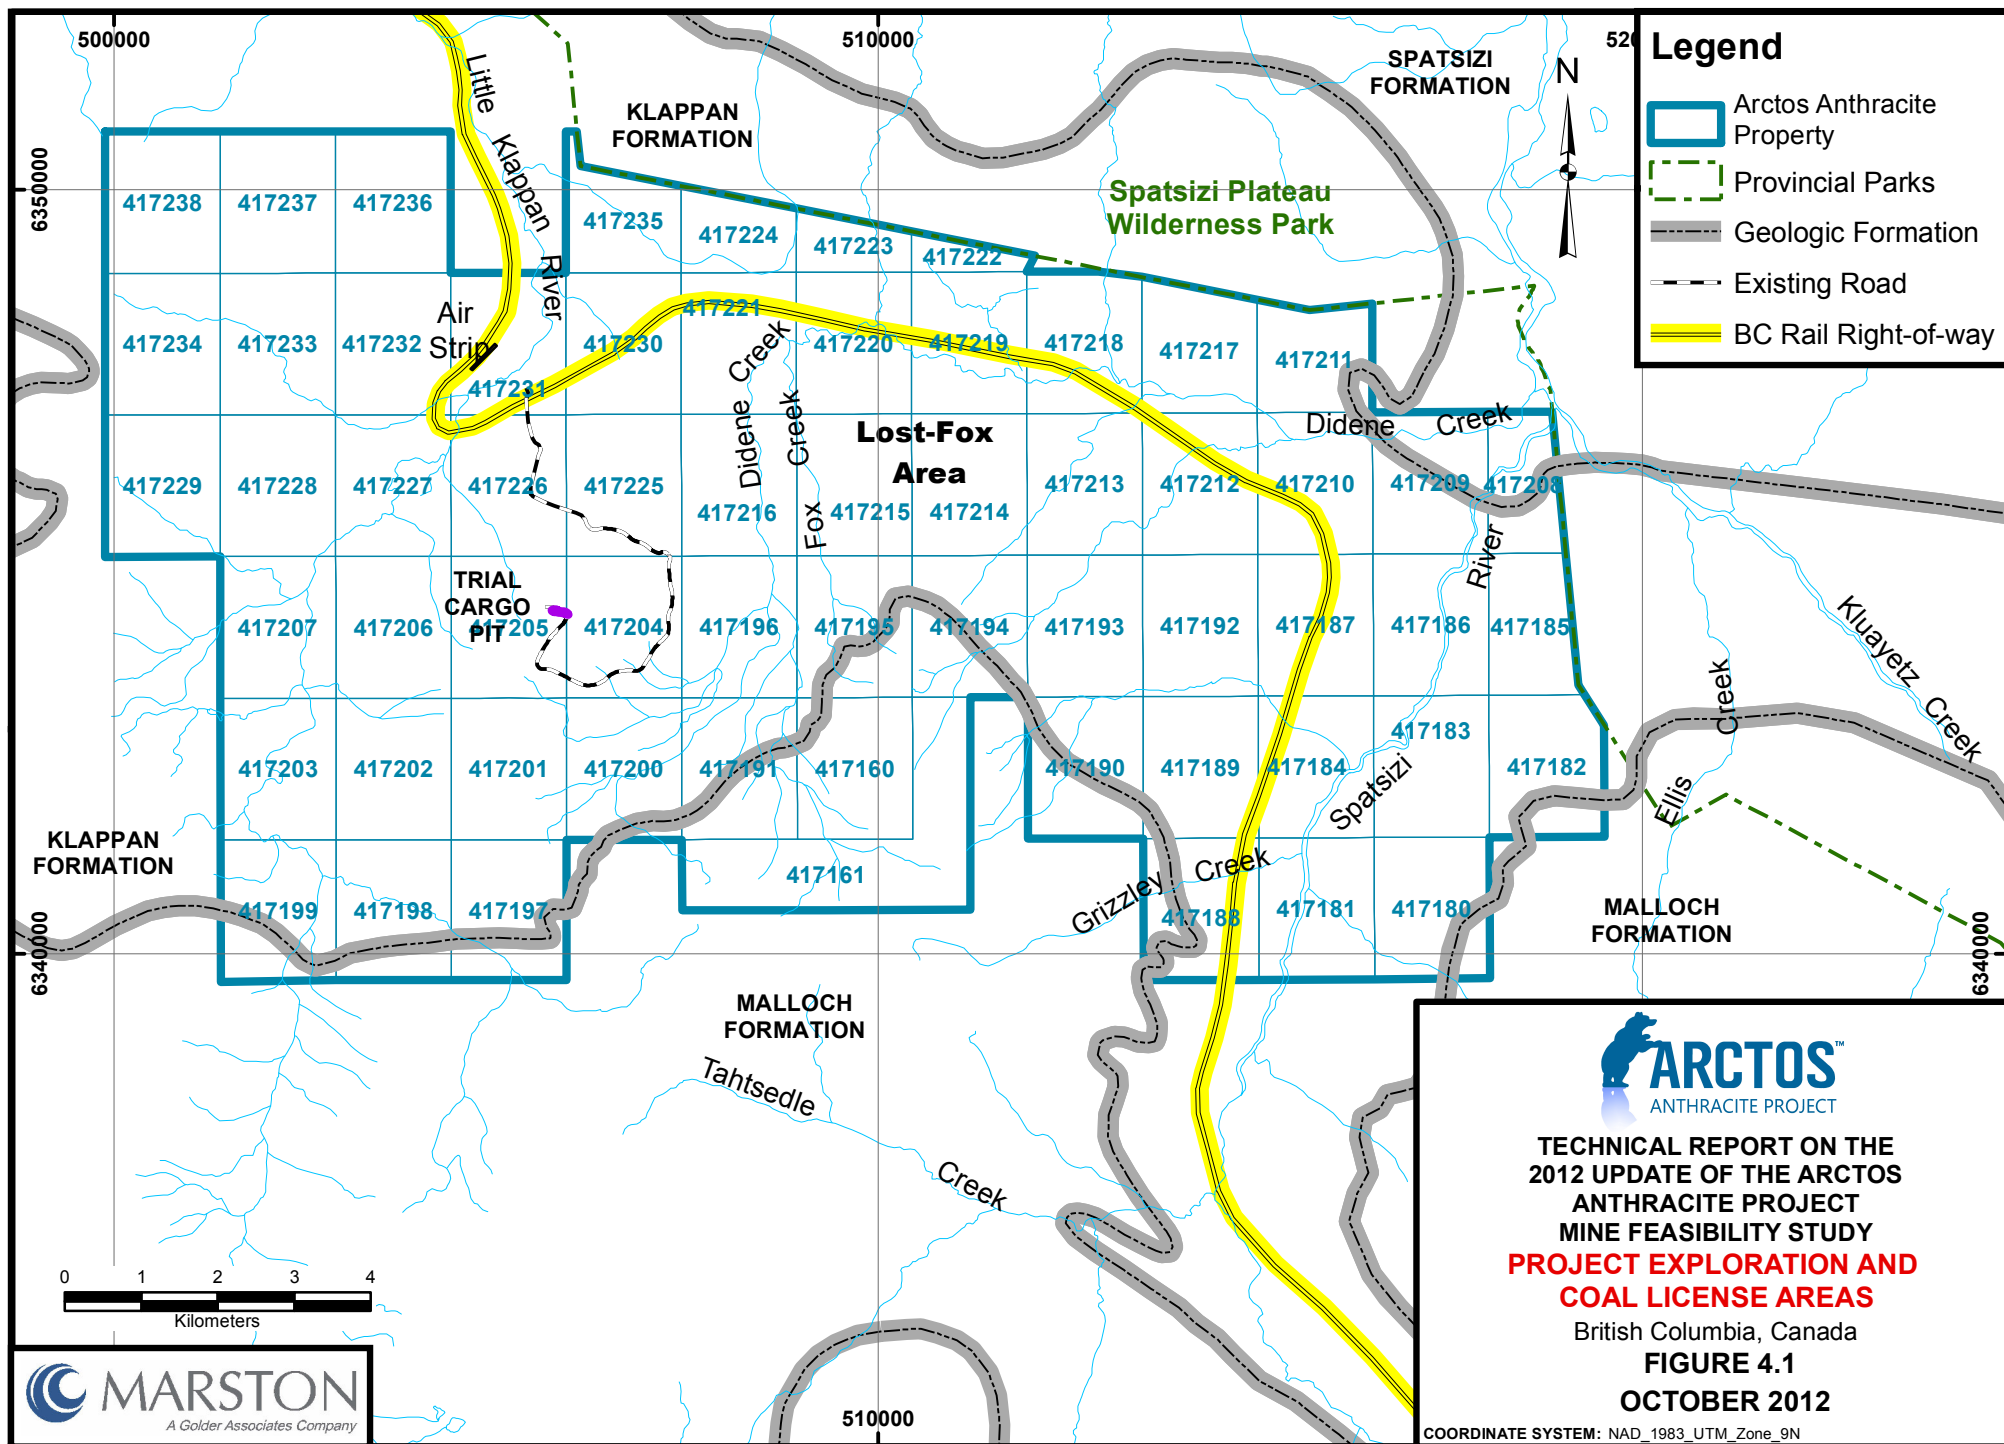 500000
510000
520
Legend
Arctos Anthracite
Property
Provincial Parks
Geologic Formation
Existing Road
BC Rail Right-of-way
N
SPATSIZI
FORMATION
KLAPPAN
FORMATION
Little Klappan River
Spatsizi Plateau
Wilderness Park
6350000
417238
417237
417236
417235
417224
417223
417222
Air
Strip
417234
417233
417232
417231
417230
417221
417220
417219
417218
417217
417211
Didene Creek
Fox Creek
Lost-Fox
Area
Didene Creek
417229
417228
417227
417226
417225
417216
417215
417214
417213
417212
417210
417209
417208
TRIAL
CARGO
PIT
417207
417206
417205
417204
417196
417195
417194
417193
417192
417187
417186
417185
Spatsizi River
Kluayetz Creek
Ellis Creek
417203
417202
417201
417200
417191
417160
417190
417189
417184
417183
417182
KLAPPAN
FORMATION
417161
Grizzley Creek
417199
417198
417197
417188
417181
417180
MALLOCH
FORMATION
6340000
6340000
MALLOCH
FORMATION
Tahtsedle Creek
0 1 2 3 4
Kilometers
MARSTON
A Golder Associates Company
510000
ARCTOS™
ANTHRACITE PROJECT
TECHNICAL REPORT ON THE
2012 UPDATE OF THE ARCTOS
ANTHRACITE PROJECT
MINE FEASIBILITY STUDY
PROJECT EXPLORATION AND
COAL LICENSE AREAS
British Columbia, Canada
FIGURE 4.1
OCTOBER 2012
COORDINATE SYSTEM: NAD_1983_UTM_Zone_9N